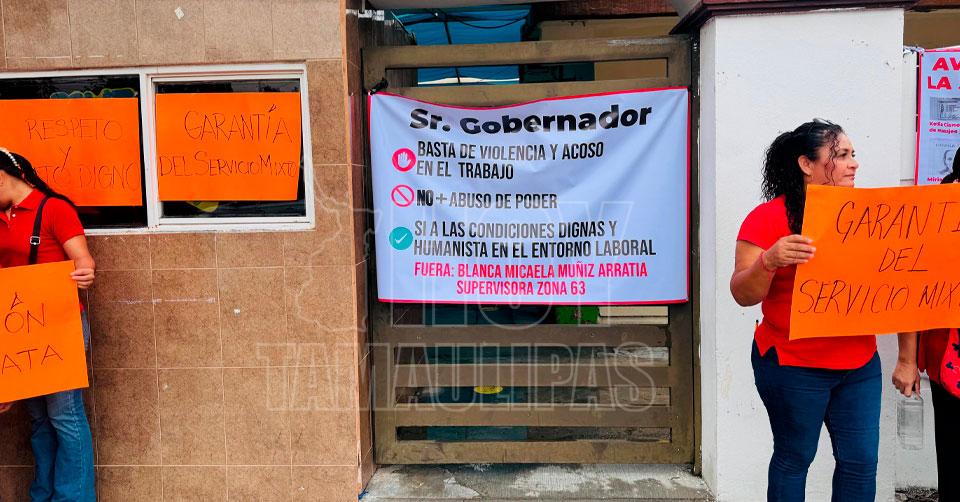 RESPETO
Y
DIGNO
GARANTÍA
DEL SERVICIO MIXTO
ÓN
ATA
Sr. Gobernador
BASTA DE VIOLENCIA Y ACOSO
EN EL TRABAJO
NO + ABUSO DE PODER
SI A LAS CONDICIONES DIGNAS Y
HUMANISTA EN EL ENTORNO LABORAL
FUERA: BLANCA MICAELA MUÑIZ ARRATIA
SUPERVISORA ZONA 63
HOY
TAMAULIPAS
GARANTI
DEL
SERVICIO MIX
AV
LA